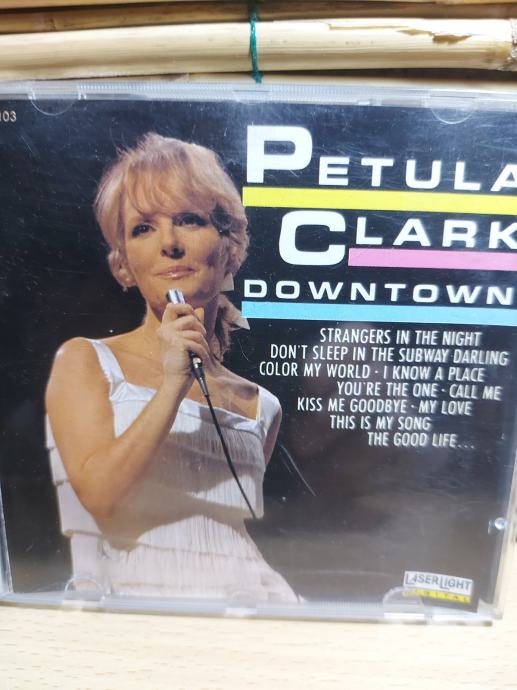 103
PETULA
CLARK
DOWNTOWN
STRANGERS IN THE NIGHT
DON'T SLEEP IN THE SUBWAY DARLING
COLOR MY WORLD · I KNOW A PLACE
YOU'RE THE ONE · CALL ME
KISS ME GOODBYE · MY LOVE
THIS IS MY SONG
THE GOOD LIFE...
LASERLIGHT
DIGITAL